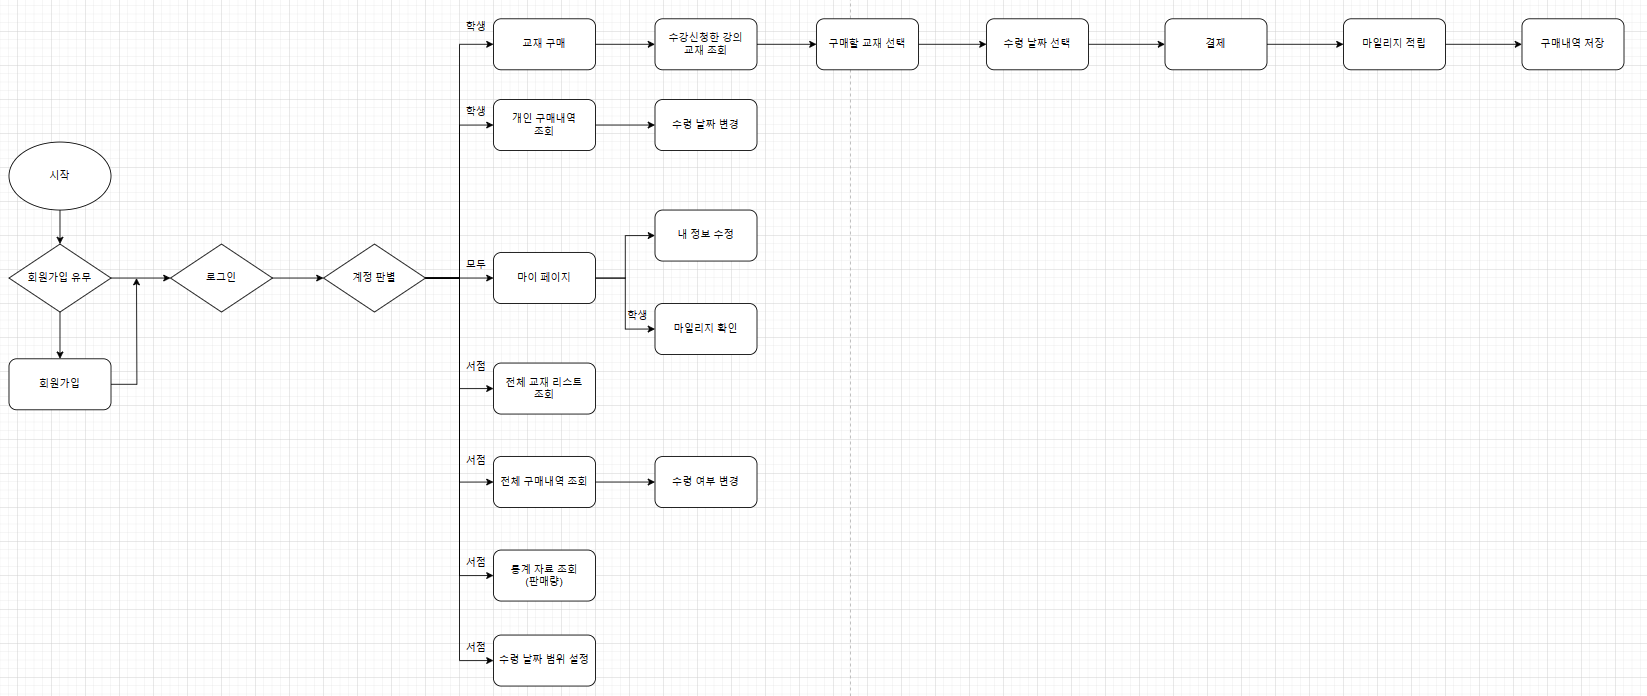 학생
교재 구매
수강신청한 강의
교재 조회
구매할 교재 선택
수령 날짜 선택
결제
마일리지 적립
구매내역 저장
학생
개인 구매내역
조회
수령 날짜 변경
시작
회원가입 유무
로그인
계정 판별
회원가입
모두
마이 페이지
내 정보 수정
학생
마일리지 확인
서점
전체 교재 리스트
조회
서점
전체 구매내역 조회
수령 여부 변경
서점
통계 자료 조회
(판매량)
서점
수령 날짜 범위 설정